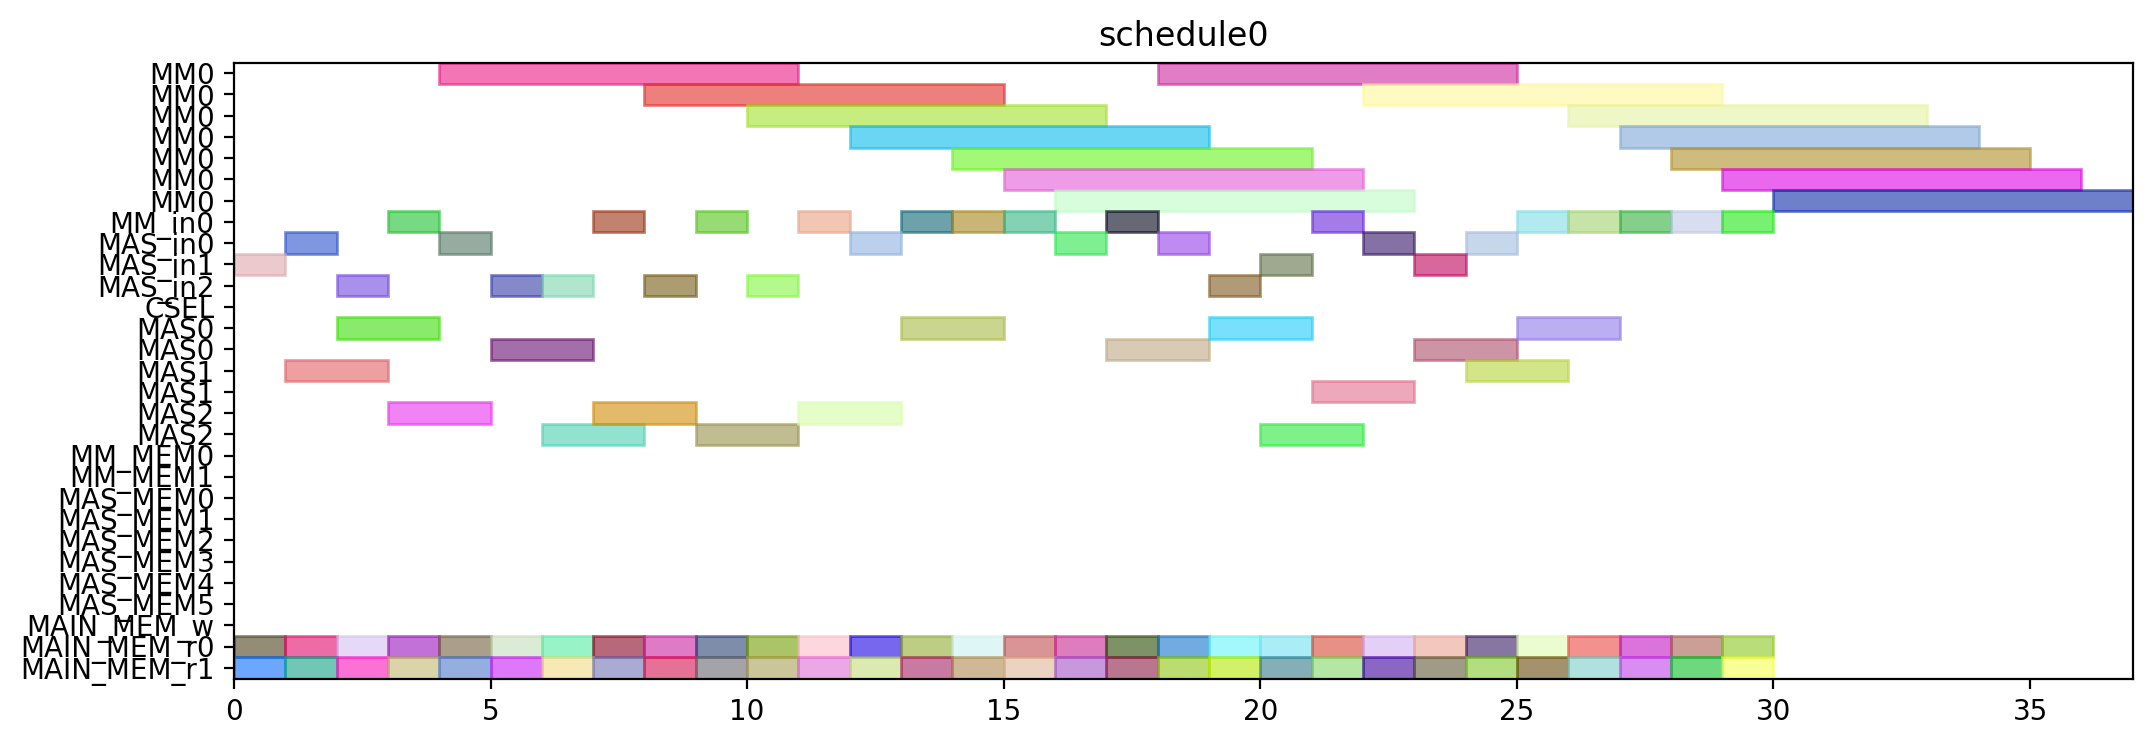 schedule0
MM0
MM0
MM0
MM0
MM0
MM0
MM0
MM_in0
MAS_in0
MAS_in1
MAS_in2
CSEL
MAS0
MAS0
MAS1
MAS1
MAS2
MAS2
MM_MEM0
MM_MEM1
MAS_MEM0
MAS_MEM1
MAS_MEM2
MAS_MEM3
MAS_MEM4
MAS_MEM5
MAIN_MEM_w
MAIN_MEM_r0
MAIN_MEM_r1
0 5 10 15 20 25 30 35